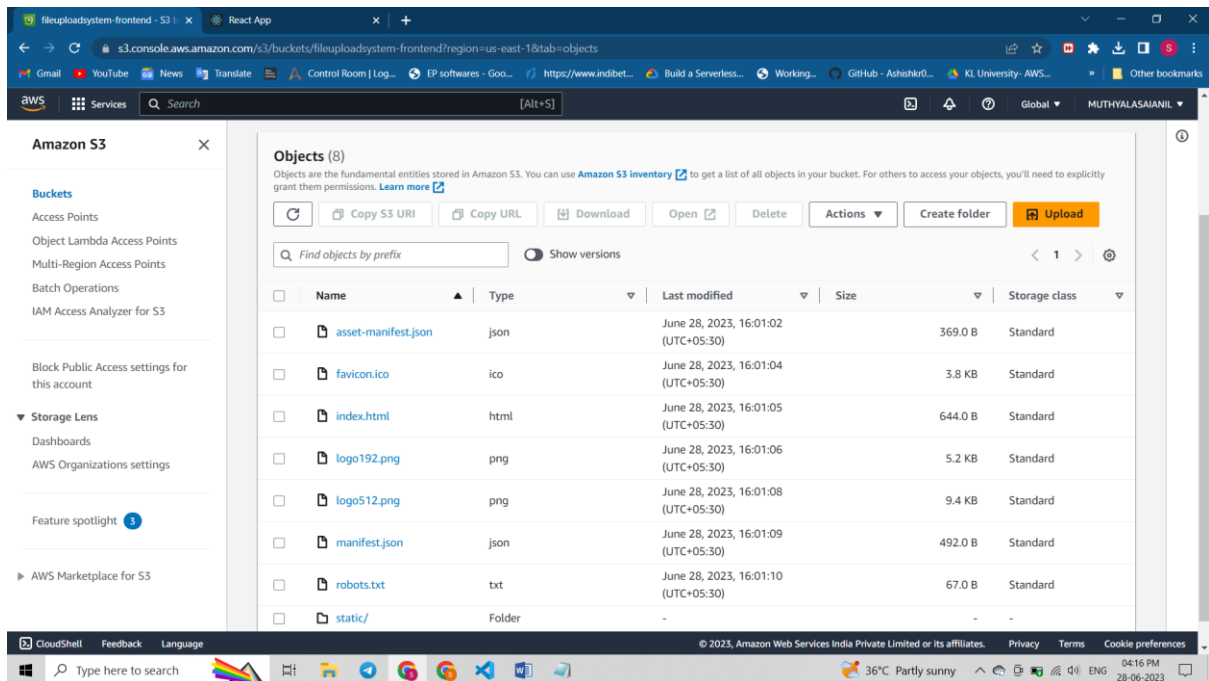 fileuploadsystem-frontend - S3 b
React App
s3.console.aws.amazon.com/s3/buckets/fileuploadsystem-frontend?region=us-east-1&tab=objects
S
Gmail YouTube News Translate Control Room | Log... EP softwares - Goo... https://www.indibet... Build a Serverless... Working... GitHub - Ashishkr0... KL University- AWS... » Other bookmarks
aws Services Search [Alt+S] Global MUTHYALASAIANIL
Amazon S3
Buckets
Access Points
Object Lambda Access Points
Multi-Region Access Points
Batch Operations
IAM Access Analyzer for S3
Block Public Access settings for
this account
Storage Lens
Dashboards
AWS Organizations settings
Feature spotlight 3
AWS Marketplace for S3
Objects (8)
Objects are the fundamental entities stored in Amazon S3. You can use Amazon S3 inventory to get a list of all objects in your bucket. For others to access your objects, you'll need to explicitly
grant them permissions. Learn more
Copy S3 URI Copy URL Download Open Delete Actions Create folder Upload
Find objects by prefix Show versions < 1 >
Name Type Last modified Size Storage class
asset-manifest.json json June 28, 2023, 16:01:02 369.0 B Standard
(UTC+05:30)
favicon.ico ico June 28, 2023, 16:01:04 3.8 KB Standard
(UTC+05:30)
index.html html June 28, 2023, 16:01:05 644.0 B Standard
(UTC+05:30)
logo192.png png June 28, 2023, 16:01:06 5.2 KB Standard
(UTC+05:30)
logo512.png png June 28, 2023, 16:01:08 9.4 KB Standard
(UTC+05:30)
manifest.json json June 28, 2023, 16:01:09 492.0 B Standard
(UTC+05:30)
robots.txt txt June 28, 2023, 16:01:10 67.0 B Standard
(UTC+05:30)
static/ Folder - - -
CloudShell Feedback Language © 2023, Amazon Web Services India Private Limited or its affiliates. Privacy Terms Cookie preferences
Type here to search 36°C Partly sunny ENG 04:16 PM
28-06-2023